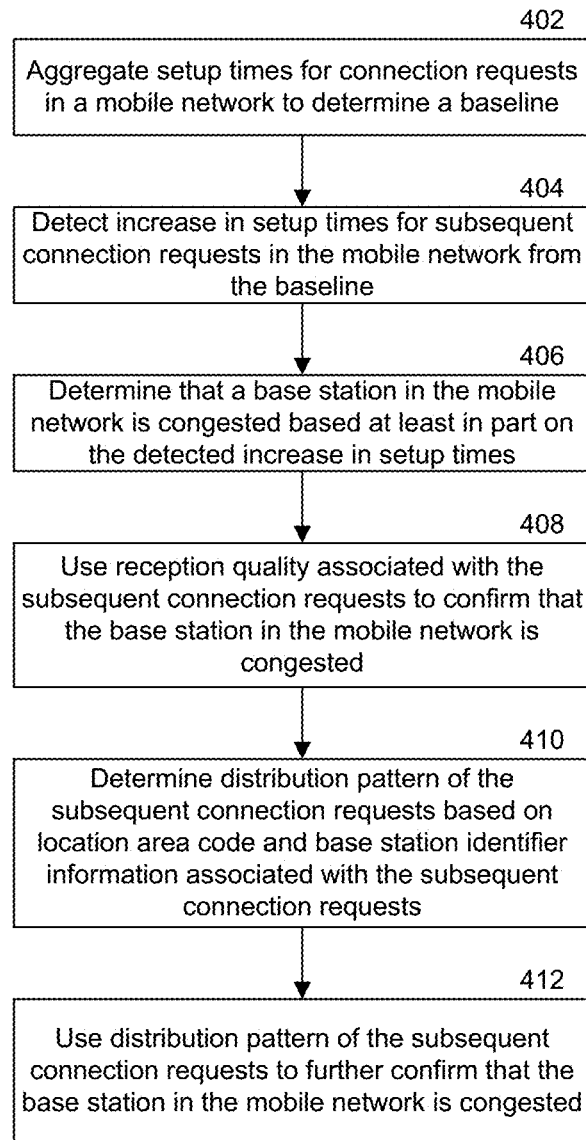 402
Aggregate setup times for connection requests
in a mobile network to determine a baseline
404
Detect increase in setup times for subsequent
connection requests in the mobile network from
the baseline
406
Determine that a base station in the mobile
network is congested based at least in part on
the detected increase in setup times
408
Use reception quality associated with the
subsequent connection requests to confirm that
the base station in the mobile network is
congested
410
Determine distribution pattern of the
subsequent connection requests based on
location area code and base station identifier
information associated with the subsequent
connection requests
412
Use distribution pattern of the subsequent
connection requests to further confirm that the
base station in the mobile network is congested